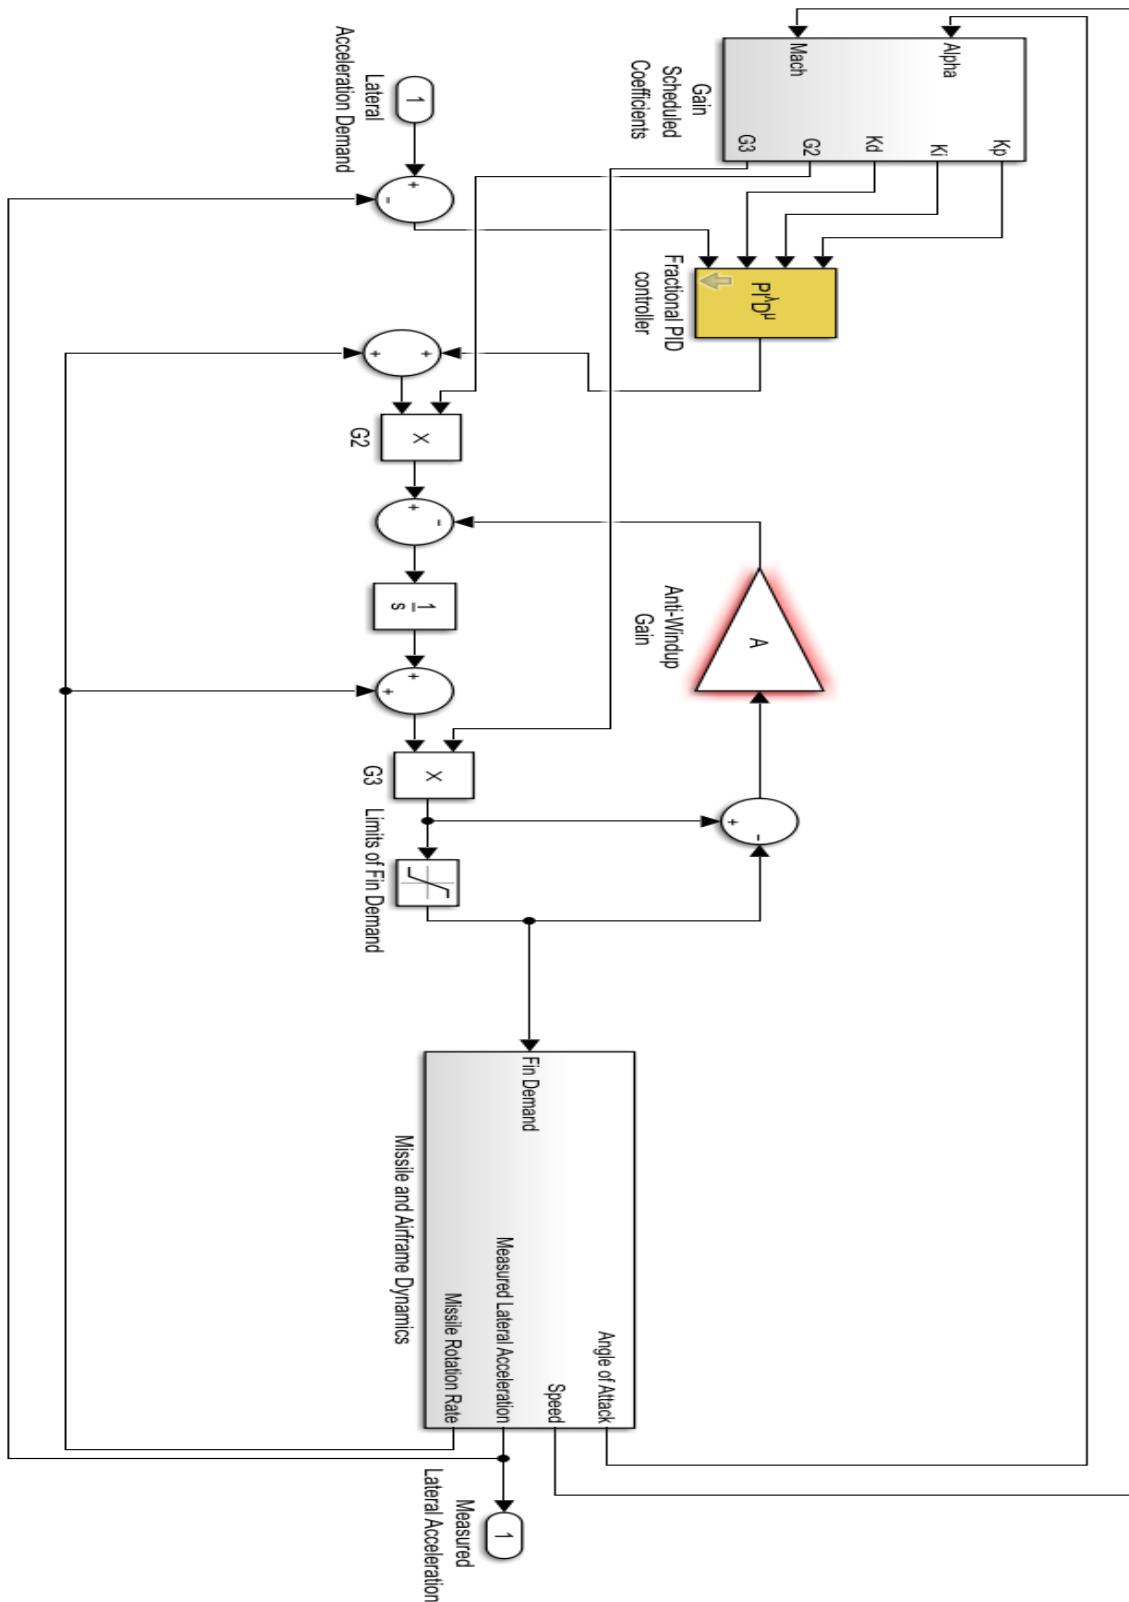 Alpha
Mach
Kp
Ki
Kd
G2
G3
Gain
Scheduled
Coefficients
PIᶺDᵘ
Fractional PID
controller
1
Lateral
Acceleration Demand
+
-
+
+
X
G2
+
-
1
s
+
+
X
G3
A
Anti-Windup
Gain
+
-
Limits of Fin Demand
Fin Demand
Angle of Attack
Speed
Measured Lateral Acceleration
Missile Rotation Rate
Missile and Airframe Dynamics
1
Measured
Lateral Acceleration